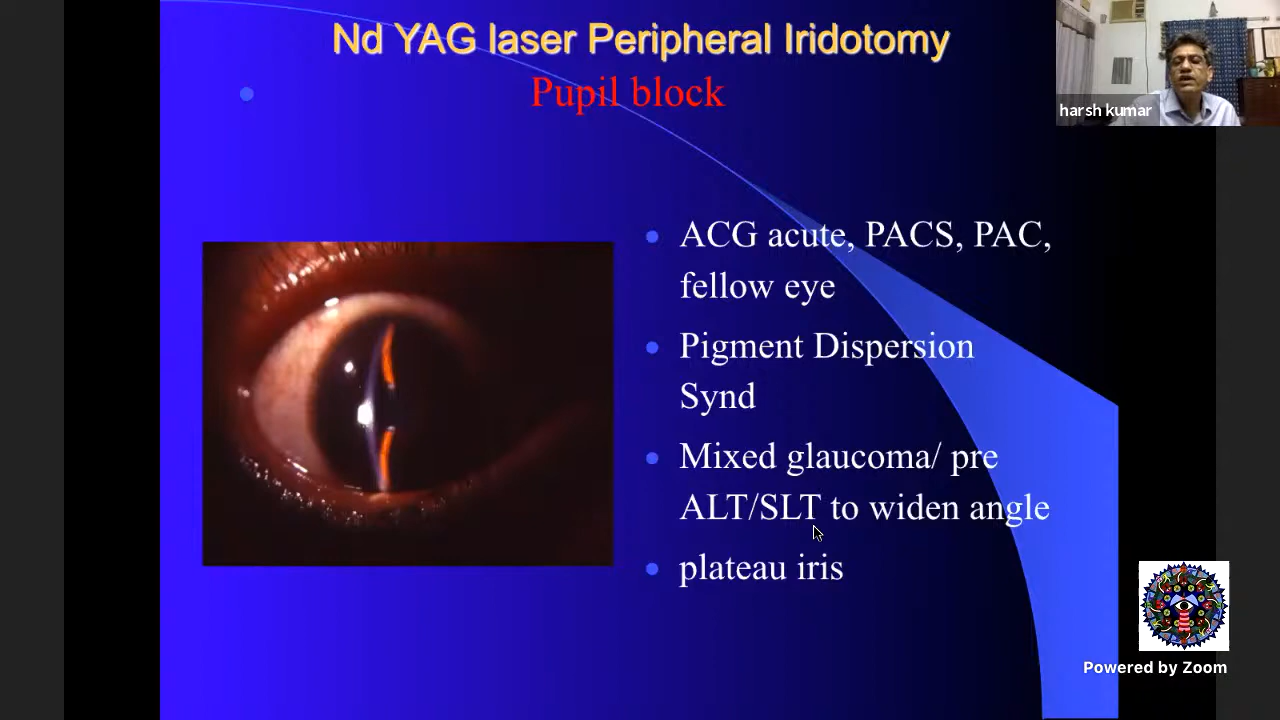 Nd YAG laser Peripheral Iridotomy
Pupil block
harsh kumar
ACG acute, PACS, PAC,
fellow eye
Pigment Dispersion
Synd
Mixed glaucoma/ pre
ALT/SLT to widen angle
plateau iris
Powered by Zoom